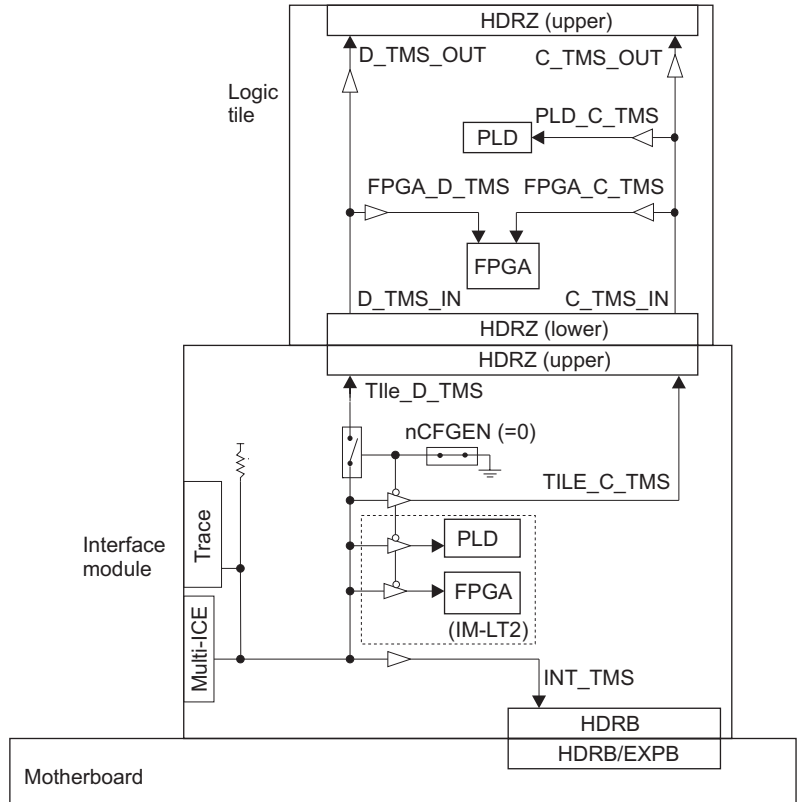 HDRZ (upper)
D_TMS_OUT
C_TMS_OUT
Logic
tile
PLD_C_TMS
PLD
FPGA_D_TMS
FPGA_C_TMS
FPGA
D_TMS_IN
C_TMS_IN
HDRZ (lower)
HDRZ (upper)
TIle_D_TMS
nCFGEN (=0)
TILE_C_TMS
Trace
Interface
module
PLD
FPGA
(IM-LT2)
Multi-ICE
INT_TMS
HDRB
HDRB/EXPB
Motherboard